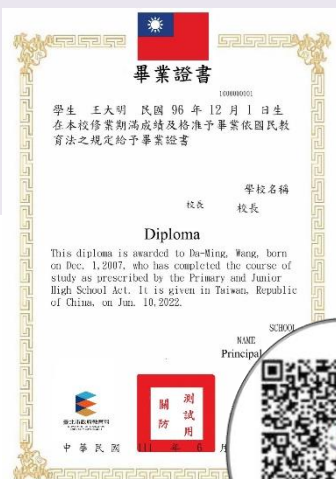 畢業證書
1030000101
學生 王大明 民國 96 年 12 月 1 日生
在本校修業期滿成績及格准予畢業依國民教
育法之規定給予畢業證書
學校名稱
校長 校長
Diploma
This diploma is awarded to Da-Ming, Wang, born
on Dec. 1,2007, who has completed the course of
study as prescribed by the Primary and Junior
High School Act. It is given in Taiwan, Republic
of China, on Jun. 10,2022.
SCHOOL
NAME
Principal
測試用
關防
中 華 民 國 111 年 6 月